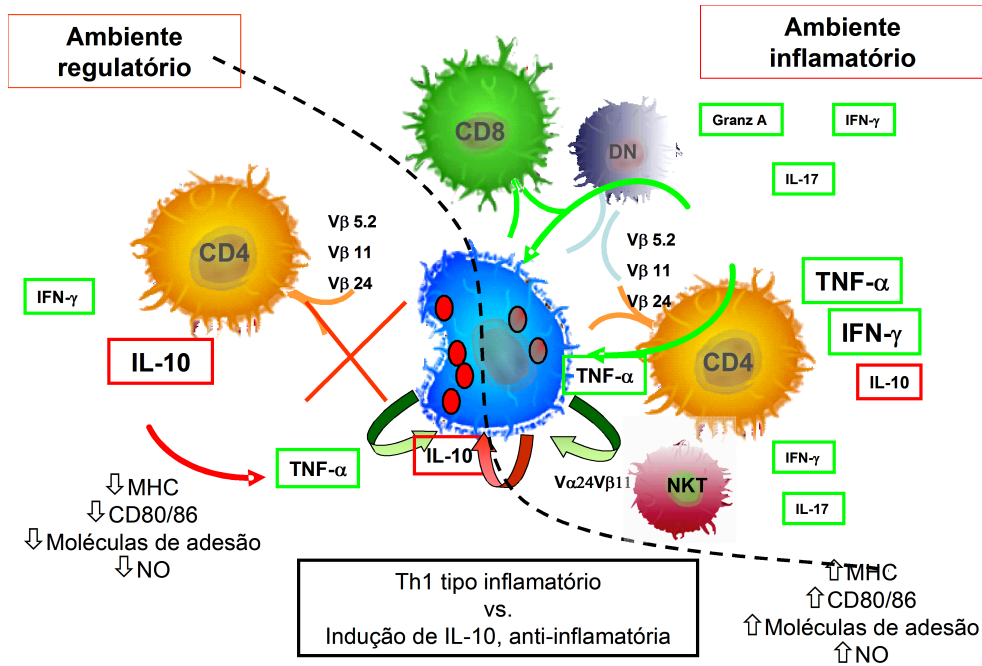 Ambiente
regulatório
Ambiente
inflamatório
CD8
DN
Granz A
IFN-γ
IL-17
CD4
Vβ 5.2
Vβ 11
Vβ 24
IFN-γ
IL-10
Vβ 5.2
Vβ 11
Vβ 24
CD4
TNF-α
IFN-γ
IL-10
TNF-α
TNF-α
IL-10
Vα24Vβ11
NKT
IFN-γ
IL-17
⇩MHC
⇩CD80/86
⇩Moléculas de adesão
⇩NO
Th1 tipo inflamatório
vs.
Indução de IL-10, anti-inflamatória
⇧MHC
⇧CD80/86
⇧Moléculas de adesão
⇧NO